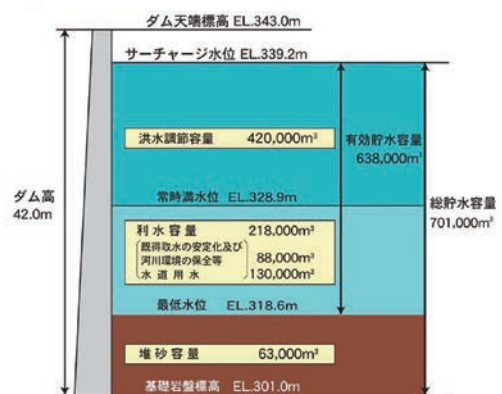 ダム天端標高 EL.343.0m
サーチャージ水位 EL.339.2m
洪水調節容量 420,000m³
有効貯水容量
638,000m³
ダム高
42.0m
常時満水位 EL.328.9m
総貯水容量
701,000m³
利水容量 218,000m³
既得取水の安定化及び
河川環境の保全等 88,000m³
水道用水 130,000m³
最低水位 EL.318.6m
堆砂容量 63,000m³
基礎岩盤標高 EL.301.0m